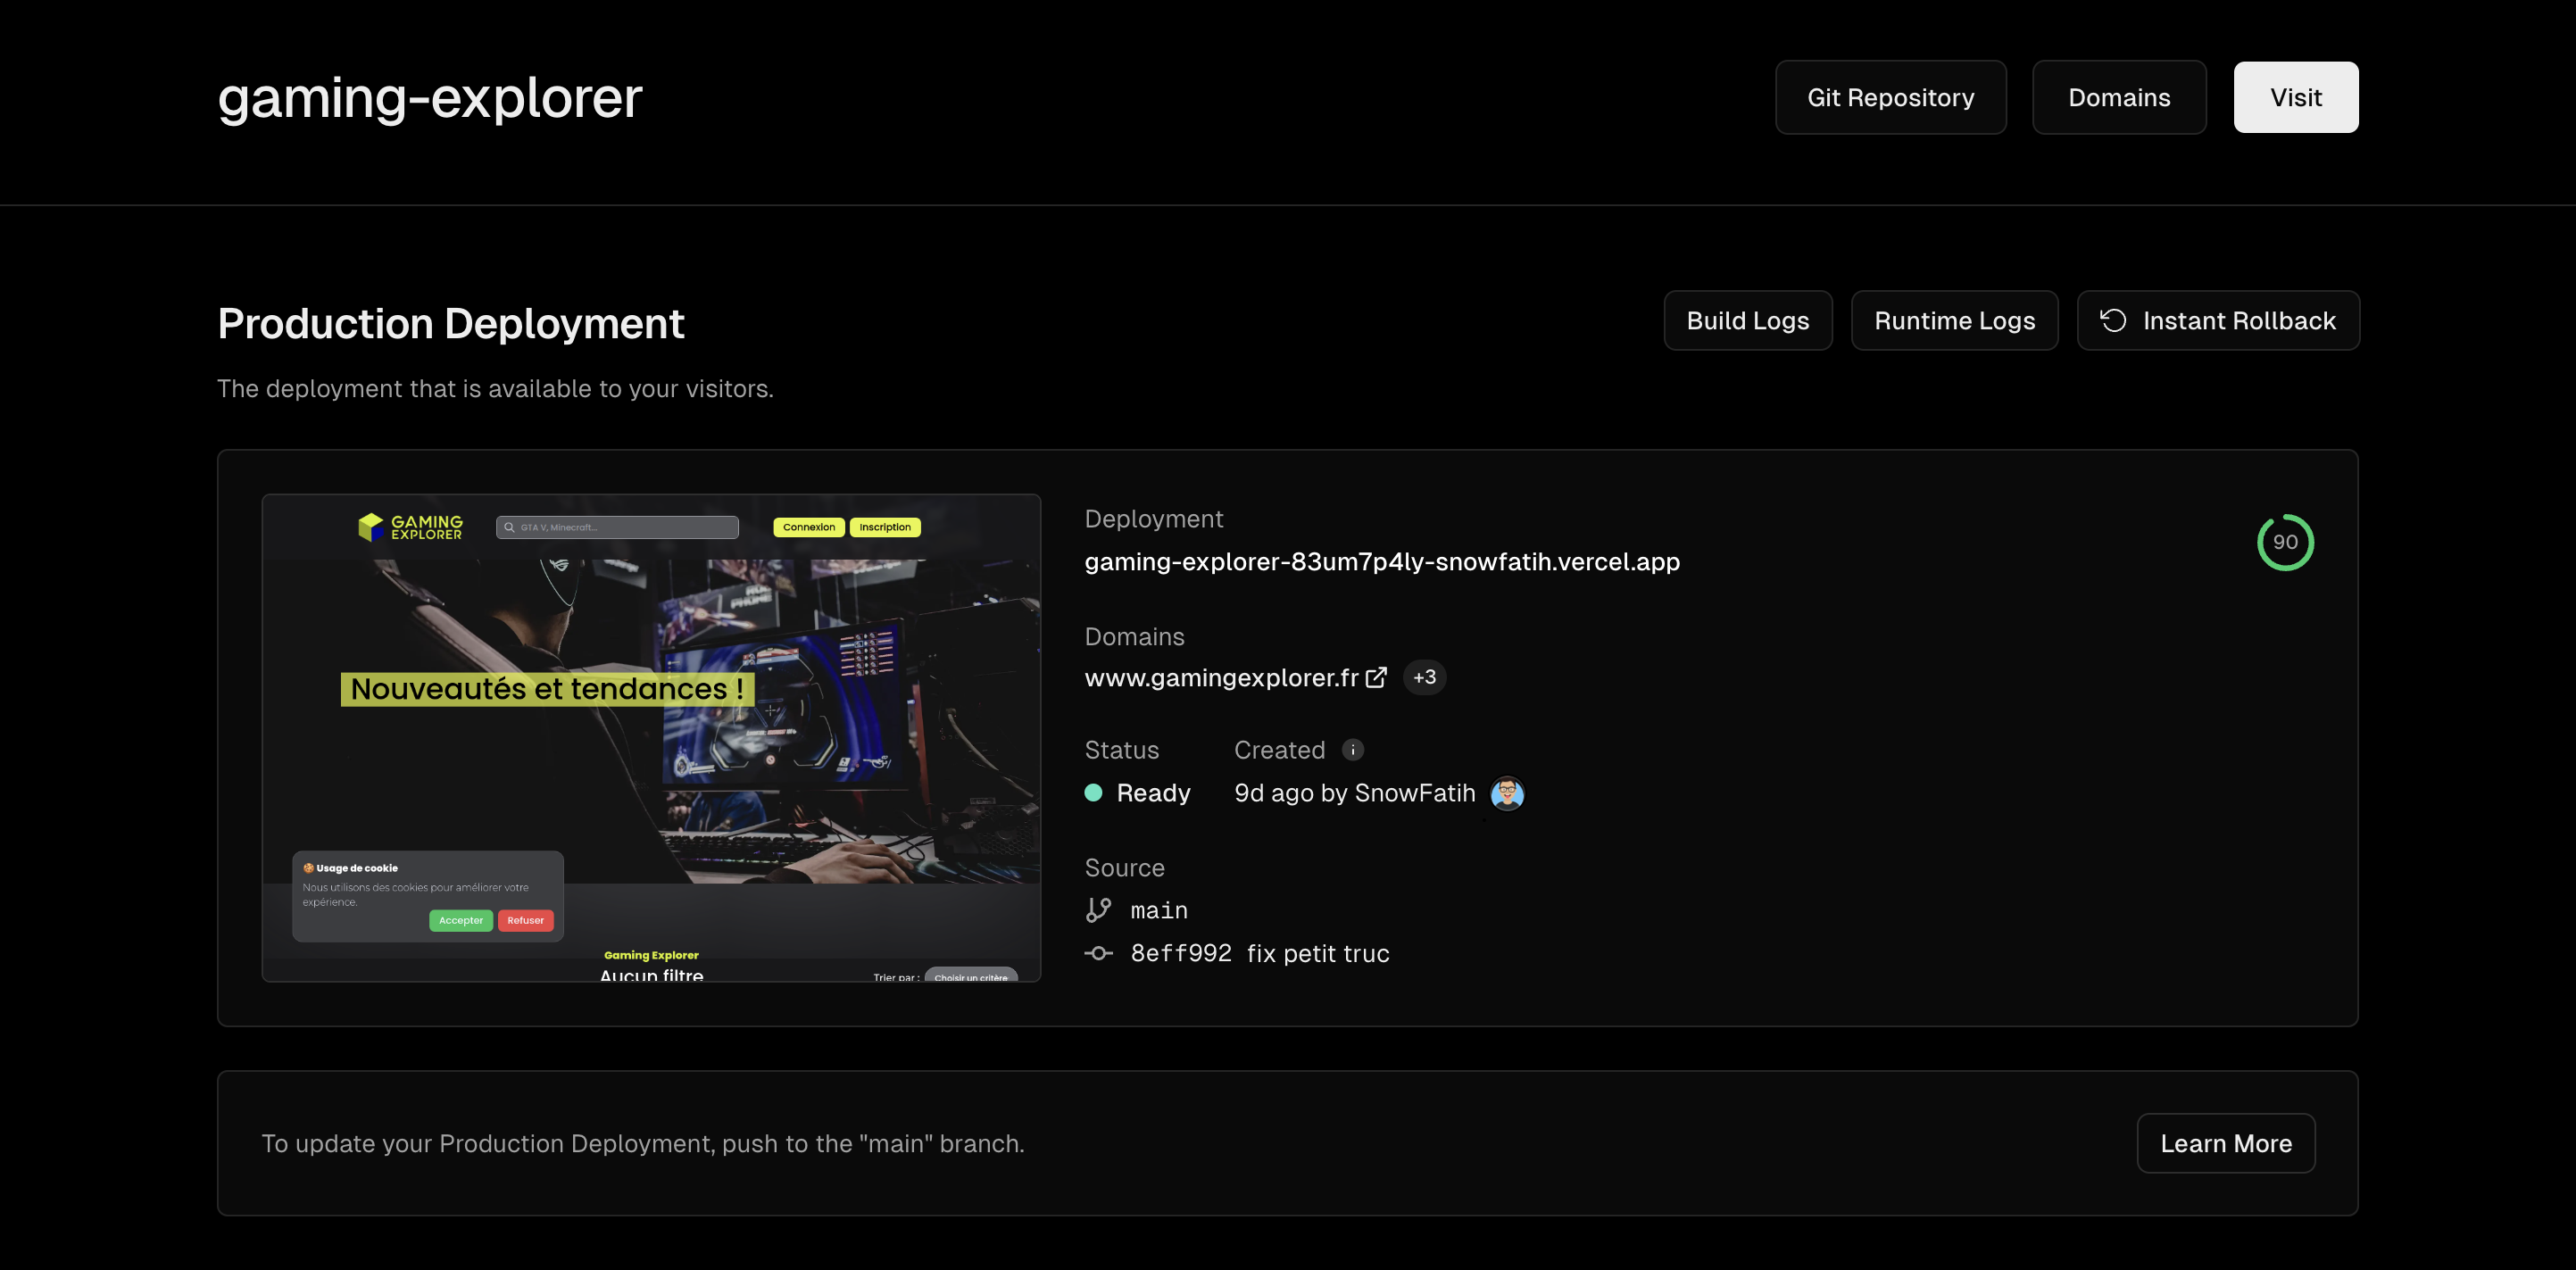 gaming-explorer
Git Repository
Domains
Visit
Production Deployment
Build Logs
Runtime Logs
Instant Rollback
The deployment that is available to your visitors.
GAMING
EXPLORER
GTA V, Minecraft...
Connexion
Inscription
Nouveautés et tendances !
🍪 Usage de cookie
Nous utilisons des cookies pour améliorer votre
expérience.
Accepter
Refuser
Gaming Explorer
Aucun filtre
Trier par :
Choisir un critère
Deployment
gaming-explorer-83um7p4ly-snowfatih.vercel.app
90
Domains
www.gamingexplorer.fr
+3
Status
Created
Ready
9d ago by SnowFatih
Source
main
8eff992 fix petit truc
To update your Production Deployment, push to the "main" branch.
Learn More